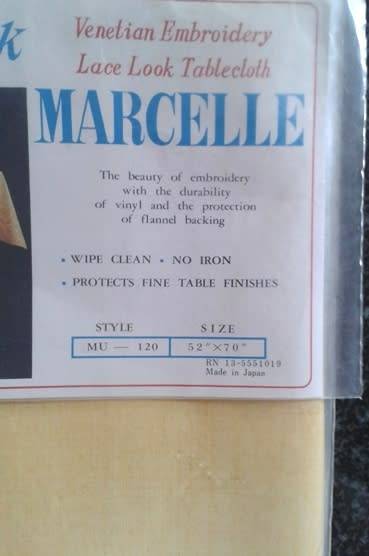 k
Venetian Embroidery
Lace Look Tablecloth
MARCELLE
The beauty of embroidery
with the durability
of vinyl and the protection
of flannel backing
▪ WIPE CLEAN ▪ NO IRON
▪ PROTECTS FINE TABLE FINISHES
STYLE SIZE
MU — 120 52"×70"
RN 13-5551019
Made in Japan